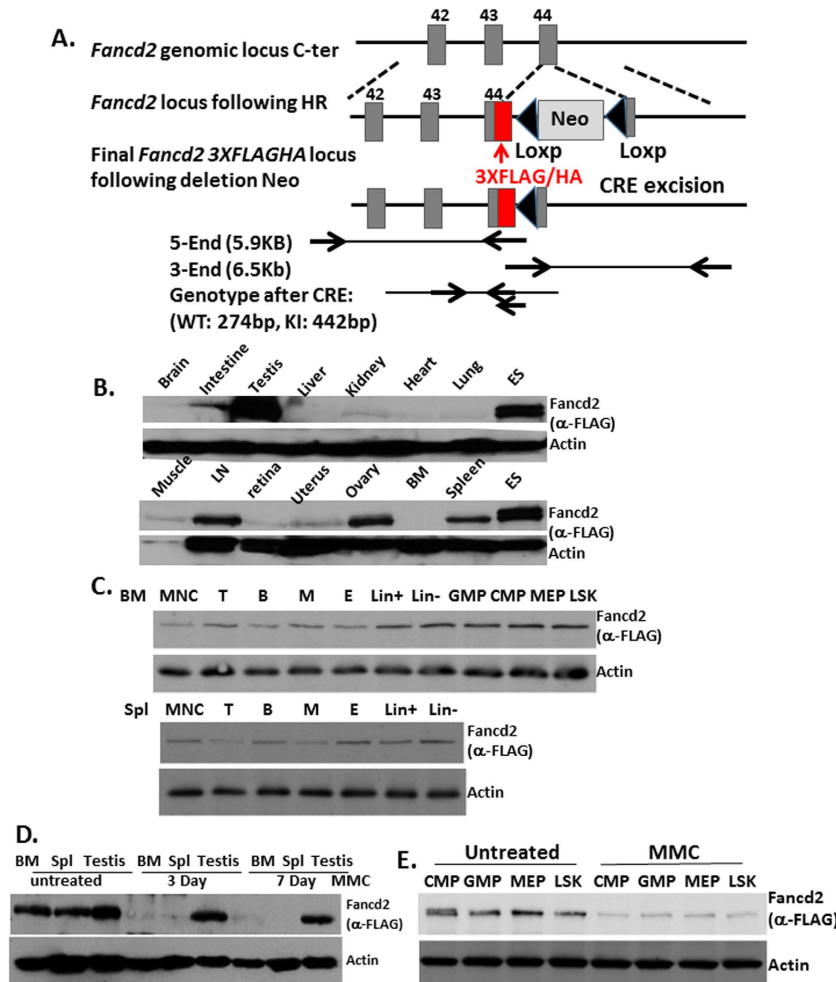 A.
42 43 44
Fancd2 genomic locus C-ter
Fancd2 locus following HR
42 43 44
Neo
Loxp Loxp
Final Fancd2 3XFLAGHA locus
following deletion Neo
3XFLAG/HA
CRE excision
5-End (5.9KB)
3-End (6.5Kb)
Genotype after CRE:
(WT: 274bp, KI: 442bp)
B.
Brain Intestine Testis Liver Kidney Heart Lung ES
Fancd2
(α-FLAG)
Actin
Muscle LN retina Uterus Ovary BM Spleen ES
Fancd2
(α-FLAG)
Actin
C.
BM MNC T B M E Lin+ Lin- GMP CMP MEP LSK
Fancd2
(α-FLAG)
Actin
Spl MNC T B M E Lin+ Lin-
Fancd2
(α-FLAG)
Actin
D.
BM Spl Testis BM Spl Testis BM Spl Testis
untreated 3 Day 7 Day MMC
Fancd2
(α-FLAG)
Actin
E.
Untreated MMC
CMP GMP MEP LSK CMP GMP MEP LSK
Fancd2
(α-FLAG)
Actin